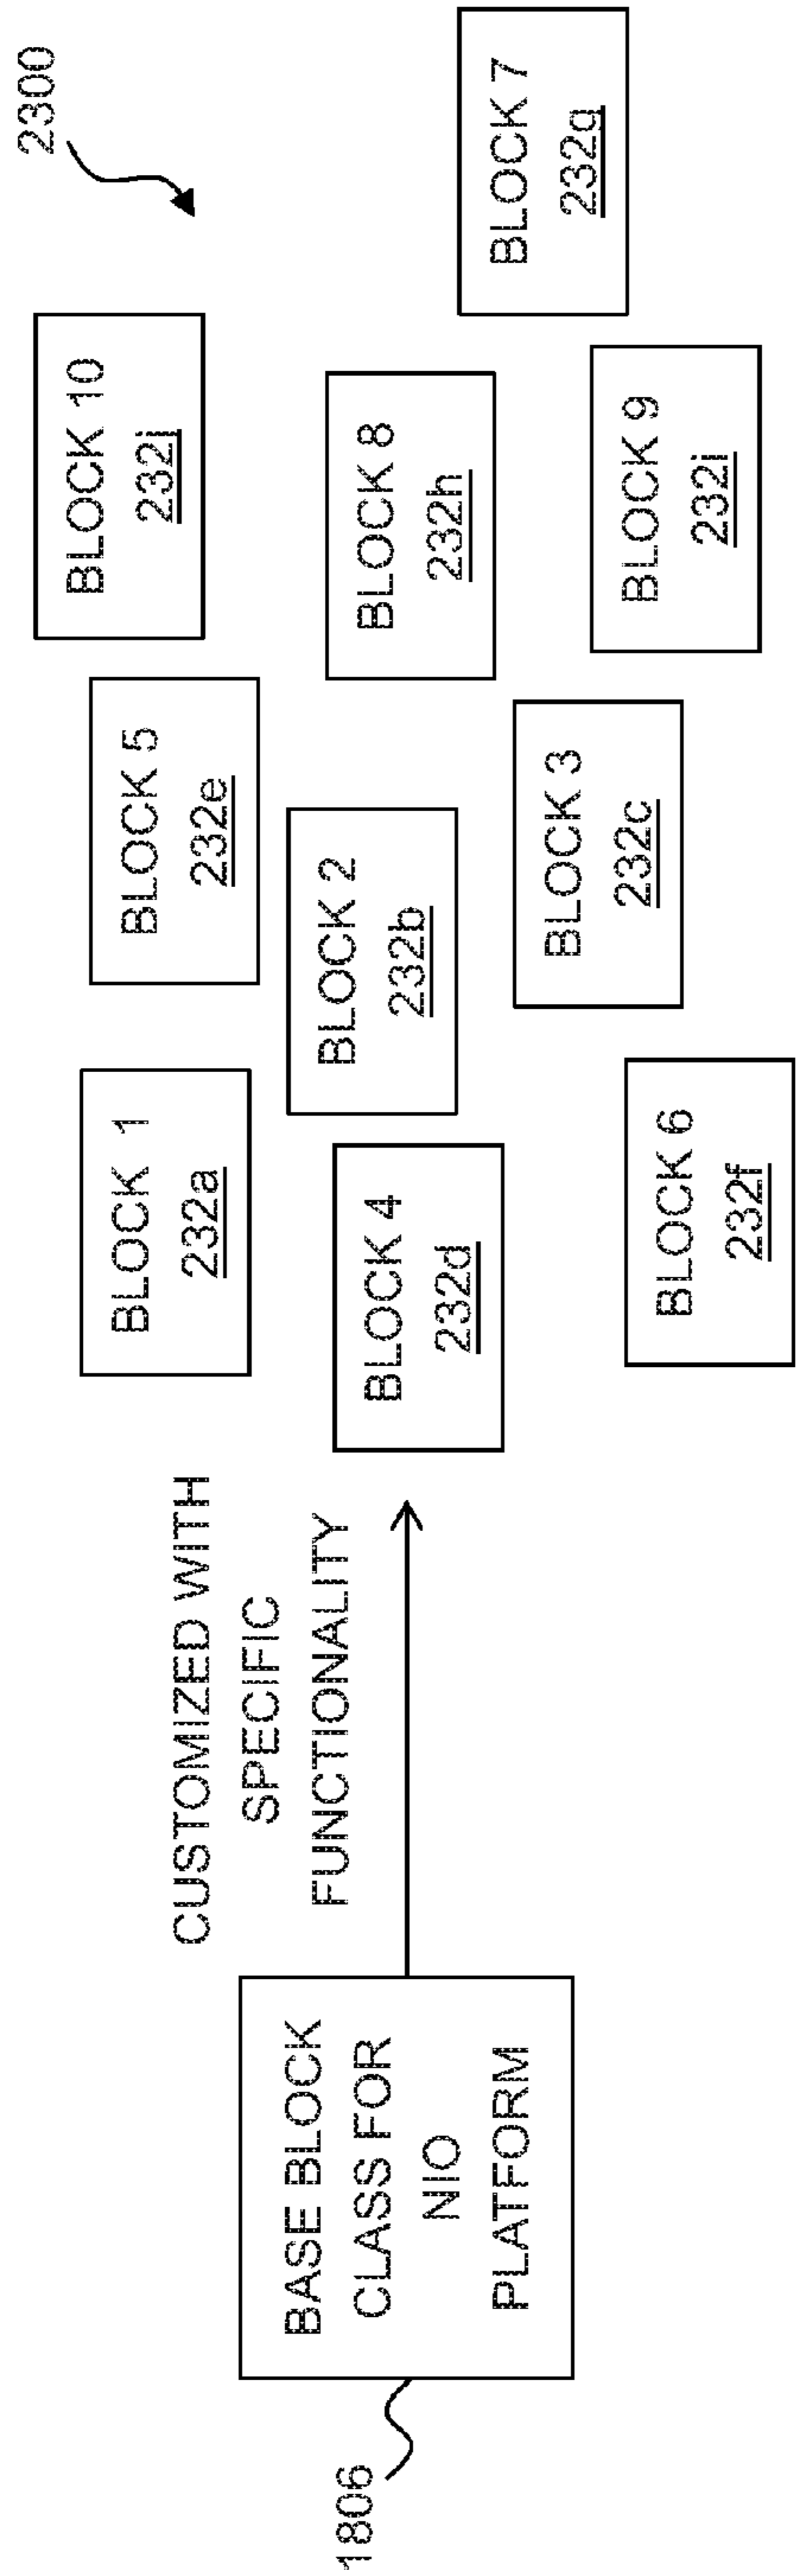 2300
BLOCK 1
232a
BLOCK 5
232e
BLOCK 10
232j
BLOCK 2
232b
BLOCK 8
232h
BLOCK 4
232d
BLOCK 7
232g
BLOCK 3
232c
BLOCK 9
232i
BLOCK 6
232f
CUSTOMIZED WITH
SPECIFIC
FUNCTIONALITY
BASE BLOCK
CLASS FOR
NIO
PLATFORM
1806